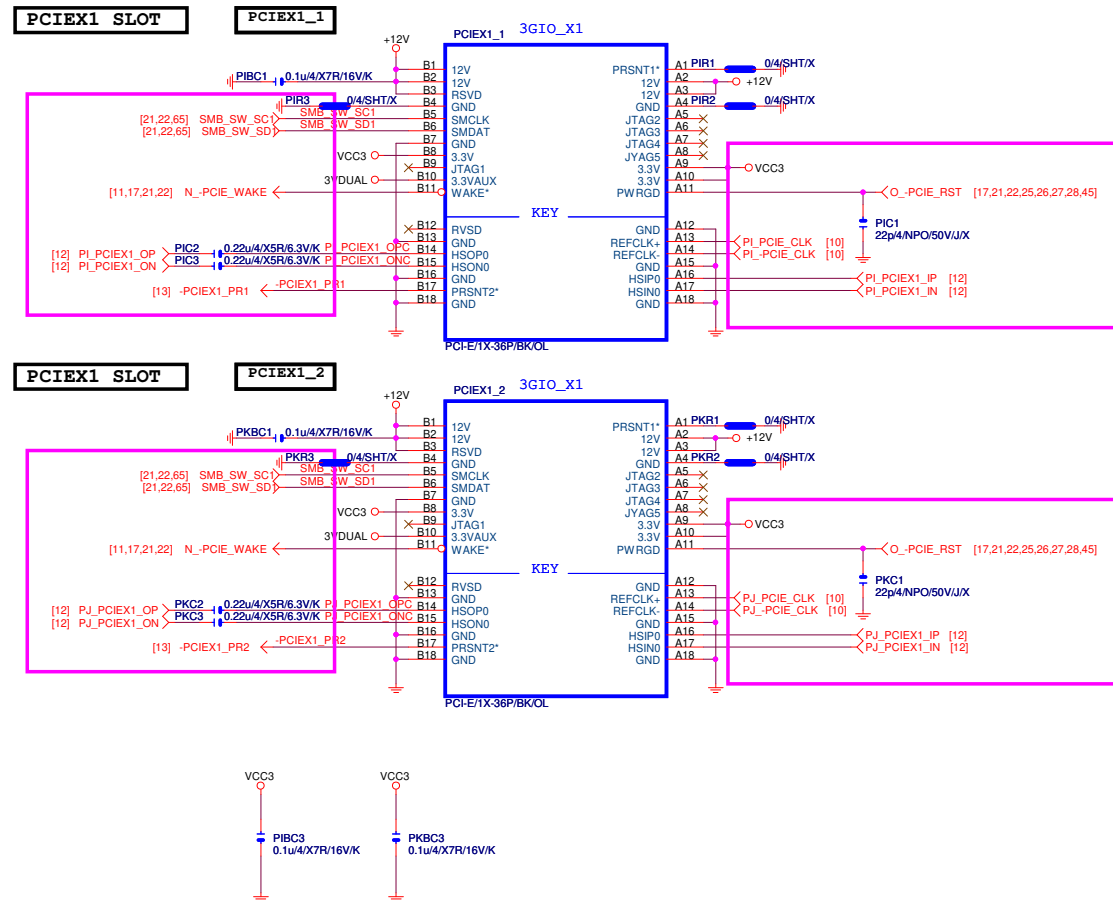 PCIEX1 SLOT
PCIEX1_1
PCIEX1_1 3GIO_X1
+12V
PIBC1 0.1u/4/X7R/16V/K
PIR3 0/4/SHT/X
[21,22,65] SMB_SW_SC1 SMB_SW_SC1
[21,22,65] SMB_SW_SD1 SMB_SW_SD1
VCC3
3VDUAL
[11,17,21,22] N_-PCIE_WAKE
[12] PI_PCIEX1_OP PIC2 0.22u/4/X5R/6.3V/K PI_PCIEX1_OPC
[12] PI_PCIEX1_ON PIC3 0.22u/4/X5R/6.3V/K PI_PCIEX1_ONC
[13] -PCIEX1_PR1 -PCIEX1_PR1
B1 12V
B2 12V
B3 RSVD
B4 GND
B5 SMCLK
B6 SMDAT
B7 GND
B8 3.3V
B9 JTAG1
B10 3.3VAUX
B11 WAKE*
KEY
B12 RVSD
B13 GND
B14 HSOP0
B15 HSON0
B16 GND
B17 PRSNT2*
B18 GND
PRSNT1* A1 PIR1 0/4/SHT/X
12V A2 +12V
12V A3
GND A4 PIR2 0/4/SHT/X
JTAG2 A5
JTAG3 A6
JTAG4 A7
JYAG5 A8
3.3V A9 VCC3
3.3V A10
PWRGD A11 O_-PCIE_RST [17,21,22,25,26,27,28,45]
PIC1
22p/4/NPO/50V/J/X
GND A12
REFCLK+ A13 PI_PCIE_CLK [10]
REFCLK- A14 PI_-PCIE_CLK [10]
GND A15
HSIP0 A16 PI_PCIEX1_IP [12]
HSIN0 A17 PI_PCIEX1_IN [12]
GND A18
PCI-E/1X-36P/BK/OL
PCIEX1 SLOT
PCIEX1_2
PCIEX1_2 3GIO_X1
+12V
PKBC1 0.1u/4/X7R/16V/K
PKR3 0/4/SHT/X
[21,22,65] SMB_SW_SC1 SMB_SW_SC1
[21,22,65] SMB_SW_SD1 SMB_SW_SD1
VCC3
3VDUAL
[11,17,21,22] N_-PCIE_WAKE
[12] PJ_PCIEX1_OP PKC2 0.22u/4/X5R/6.3V/K PJ_PCIEX1_OPC
[12] PJ_PCIEX1_ON PKC3 0.22u/4/X5R/6.3V/K PJ_PCIEX1_ONC
[13] -PCIEX1_PR2 -PCIEX1_PR2
B1 12V
B2 12V
B3 RSVD
B4 GND
B5 SMCLK
B6 SMDAT
B7 GND
B8 3.3V
B9 JTAG1
B10 3.3VAUX
B11 WAKE*
KEY
B12 RVSD
B13 GND
B14 HSOP0
B15 HSON0
B16 GND
B17 PRSNT2*
B18 GND
PRSNT1* A1 PKR1 0/4/SHT/X
12V A2 +12V
12V A3
GND A4 PKR2 0/4/SHT/X
JTAG2 A5
JTAG3 A6
JTAG4 A7
JYAG5 A8
3.3V A9 VCC3
3.3V A10
PWRGD A11 O_-PCIE_RST [17,21,22,25,26,27,28,45]
PKC1
22p/4/NPO/50V/J/X
GND A12
REFCLK+ A13 PJ_PCIE_CLK [10]
REFCLK- A14 PJ_-PCIE_CLK [10]
GND A15
HSIP0 A16 PJ_PCIEX1_IP [12]
HSIN0 A17 PJ_PCIEX1_IN [12]
GND A18
PCI-E/1X-36P/BK/OL
VCC3 VCC3
PIBC3 PKBC3
0.1u/4/X7R/16V/K 0.1u/4/X7R/16V/K